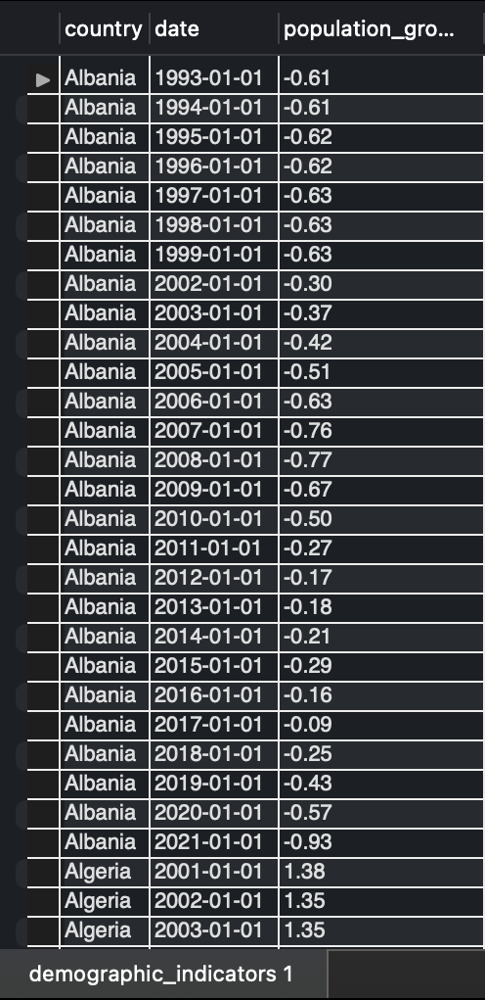 country date population_gro...
Albania 1993-01-01 -0.61
Albania 1994-01-01 -0.61
Albania 1995-01-01 -0.62
Albania 1996-01-01 -0.62
Albania 1997-01-01 -0.63
Albania 1998-01-01 -0.63
Albania 1999-01-01 -0.63
Albania 2002-01-01 -0.30
Albania 2003-01-01 -0.37
Albania 2004-01-01 -0.42
Albania 2005-01-01 -0.51
Albania 2006-01-01 -0.63
Albania 2007-01-01 -0.76
Albania 2008-01-01 -0.77
Albania 2009-01-01 -0.67
Albania 2010-01-01 -0.50
Albania 2011-01-01 -0.27
Albania 2012-01-01 -0.17
Albania 2013-01-01 -0.18
Albania 2014-01-01 -0.21
Albania 2015-01-01 -0.29
Albania 2016-01-01 -0.16
Albania 2017-01-01 -0.09
Albania 2018-01-01 -0.25
Albania 2019-01-01 -0.43
Albania 2020-01-01 -0.57
Albania 2021-01-01 -0.93
Algeria 2001-01-01 1.38
Algeria 2002-01-01 1.35
Algeria 2003-01-01 1.35
demographic_indicators 1